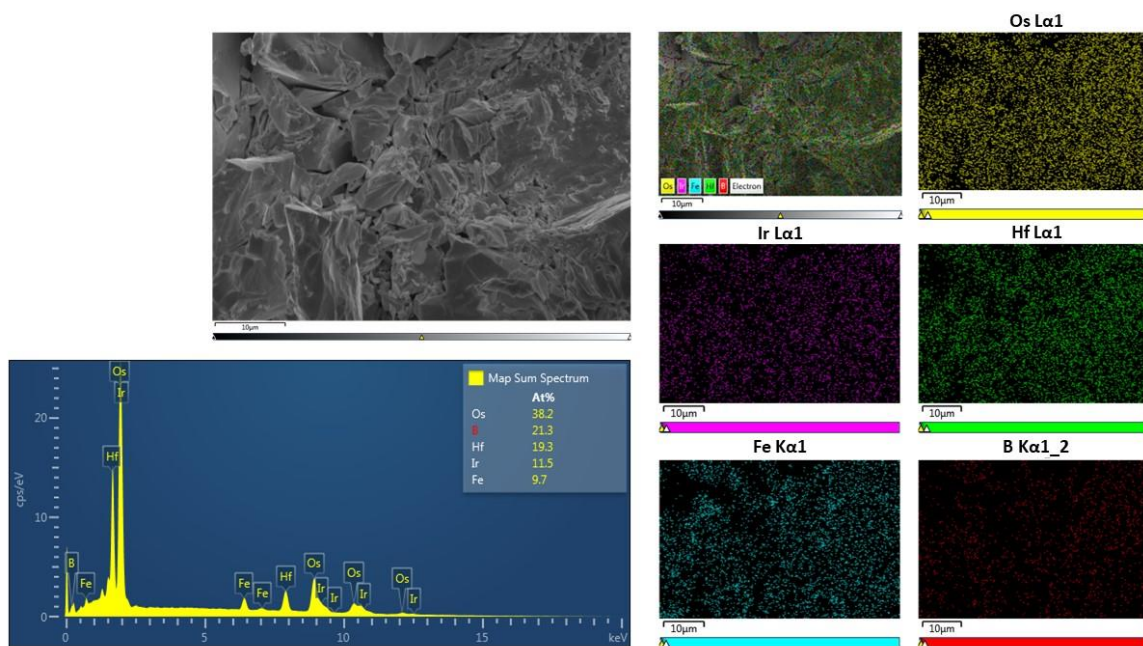 Os Lα1
Os Ir Fe Hf B Electron
10μm
10μm
10μm
Ir Lα1
Hf Lα1
10μm
10μm
Fe Kα1
B Kα1_2
10μm
10μm
Map Sum Spectrum
At%
Os 38.2
B 21.3
Hf 19.3
Ir 11.5
Fe 9.7
cps/eV
20
10
0
Os
Ir
Hf
B
Fe
Fe
Fe
Hf
Os
Ir
Ir
Os
Ir
Os
Ir
0
5
10
15
keV